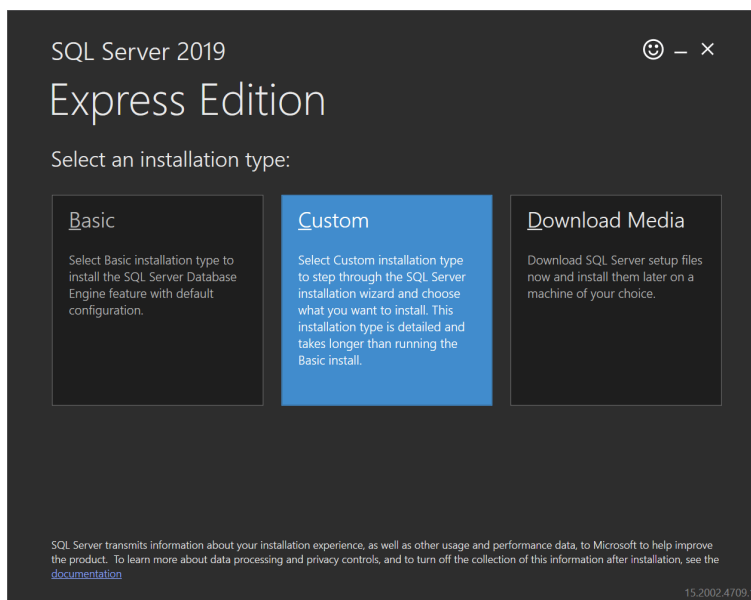 SQL Server 2019
Express Edition
Select an installation type:
Basic
Select Basic installation type to
install the SQL Server Database
Engine feature with default
configuration.
Custom
Select Custom installation type
to step through the SQL Server
installation wizard and choose
what you want to install. This
installation type is detailed and
takes longer than running the
Basic install.
Download Media
Download SQL Server setup files
now and install them later on a
machine of your choice.
SQL Server transmits information about your installation experience, as well as other usage and performance data, to Microsoft to help improve
the product.  To learn more about data processing and privacy controls, and to turn off the collection of this information after installation, see the
documentation
15.2002.4709.